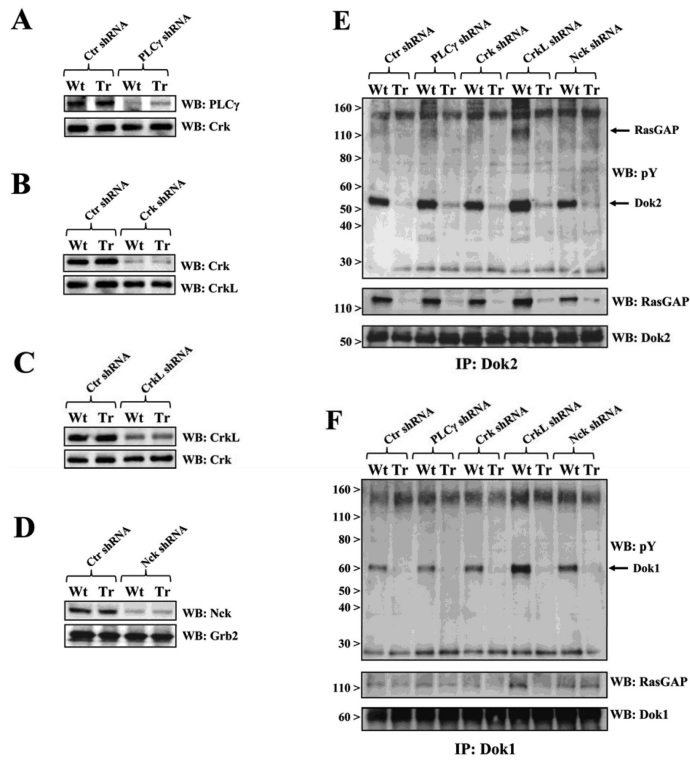 A
Ctr shRNA
PLCγ shRNA
Wt Tr Wt Tr
WB: PLCγ
WB: Crk
B
Ctr shRNA
Crk shRNA
Wt Tr Wt Tr
WB: Crk
WB: CrkL
C
Ctr shRNA
CrkL shRNA
Wt Tr Wt Tr
WB: CrkL
WB: Crk
D
Ctr shRNA
Nck shRNA
Wt Tr Wt Tr
WB: Nck
WB: Grb2
E
Ctr shRNA
PLCγ shRNA
Crk shRNA
CrkL shRNA
Nck shRNA
Wt Tr Wt Tr Wt Tr Wt Tr Wt Tr
160 >
110 >
RasGAP
80 >
WB: pY
60 >
50 >
Dok2
40 >
30 >
110 >
WB: RasGAP
50 >
WB: Dok2
IP: Dok2
F
Ctr shRNA
PLCγ shRNA
Crk shRNA
CrkL shRNA
Nck shRNA
Wt Tr Wt Tr Wt Tr Wt Tr Wt Tr
160 >
110 >
80 >
WB: pY
60 >
Dok1
50 >
40 >
30 >
110 >
WB: RasGAP
60 >
WB: Dok1
IP: Dok1